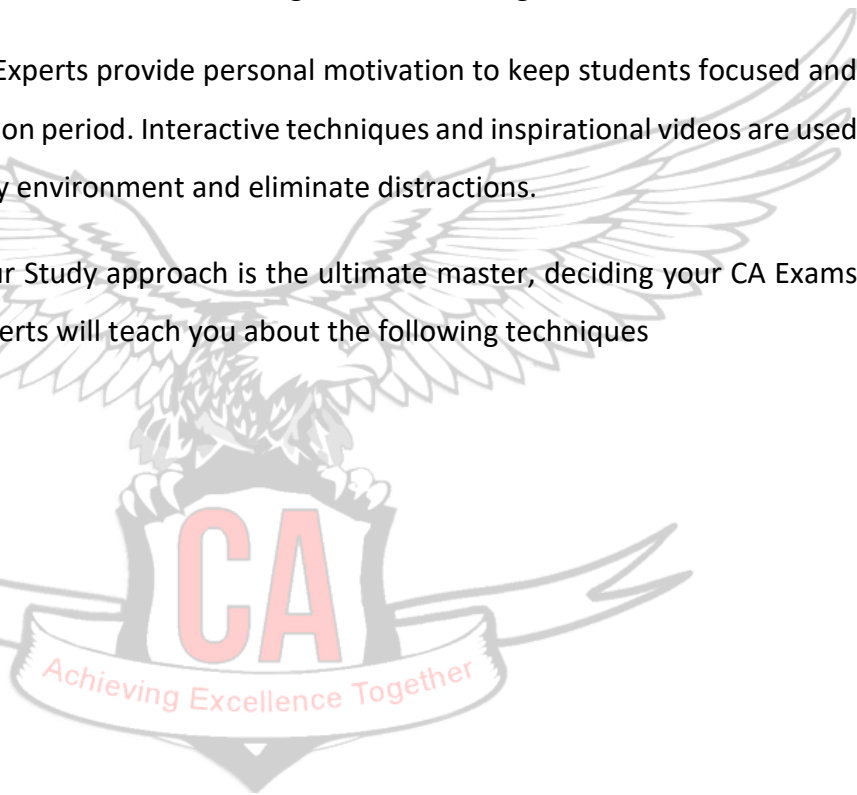 Experts provide personal motivation to keep students focused and
on period. Interactive techniques and inspirational videos are used
y environment and eliminate distractions.
ur Study approach is the ultimate master, deciding your CA Exams
erts will teach you about the following techniques
CA
Achieving Excellence Together